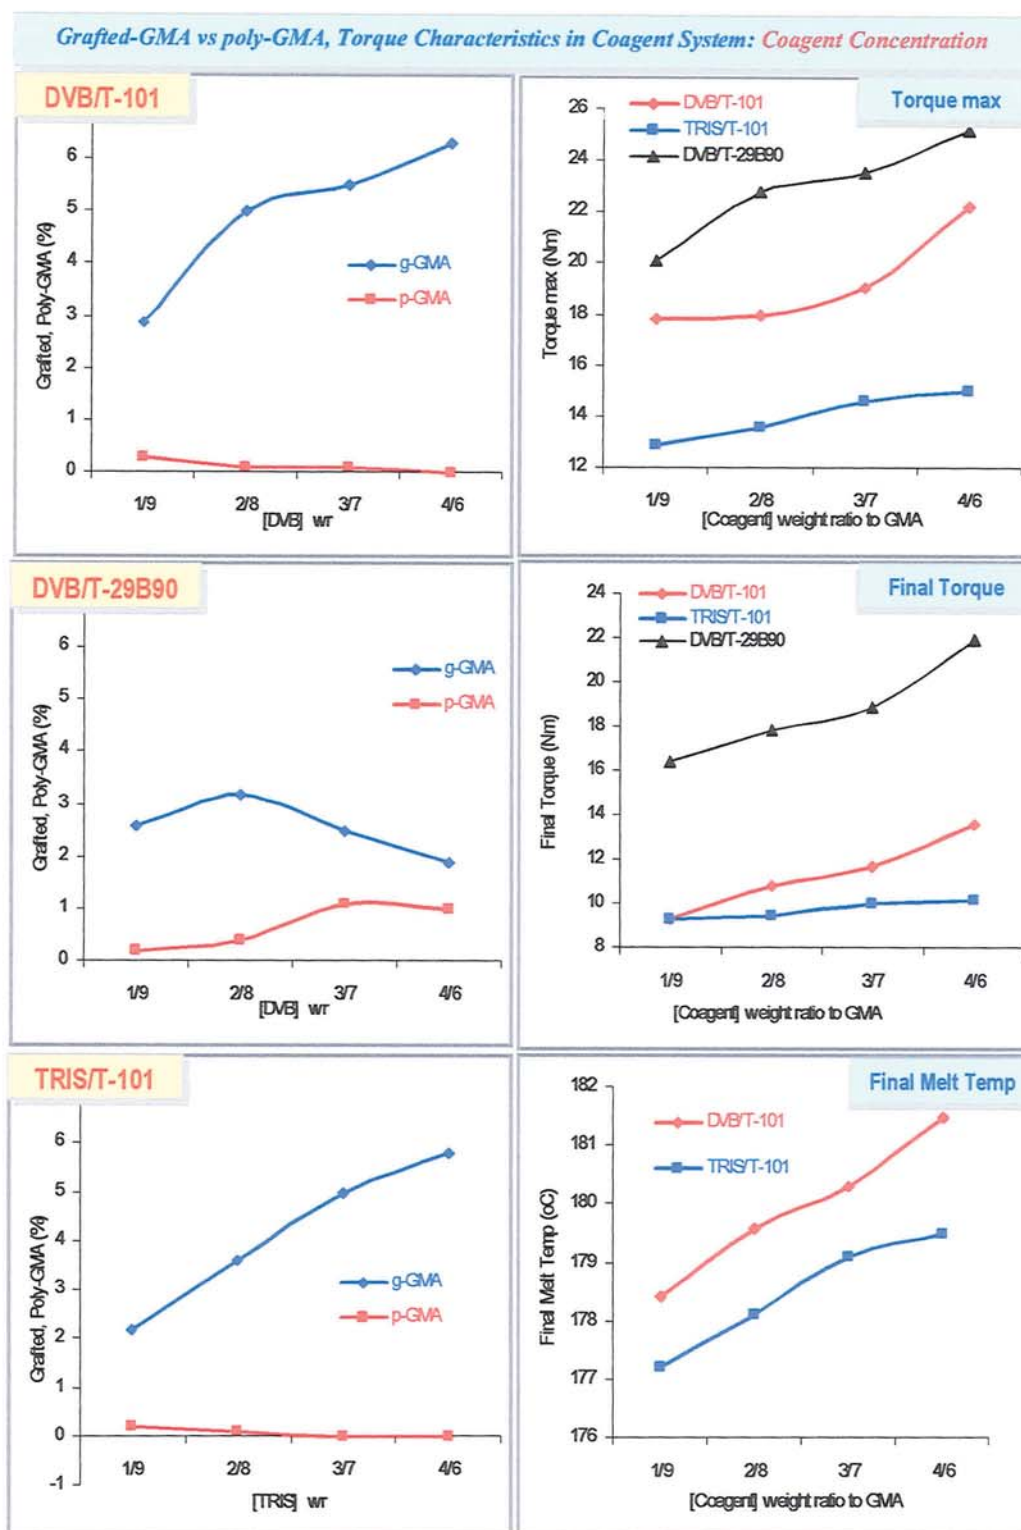 Grafted-GMA vs poly-GMA, Torque Characteristics in Coagent System: Coagent Concentration
DVB/T-101
Grafted, Poly-GMA (%)
6
5
4
3
2
1
0
g-GMA
p-GMA
1/9 2/8 3/7 4/6
[DVB] wr
Torque max
DVB/T-101
TRIS/T-101
DVB/T-29B90
Torque max (Nm)
26
24
22
20
18
16
14
12
1/9 2/8 3/7 4/6
[Coagent] weight ratio to GMA
DVB/T-29B90
Grafted, Poly-GMA (%)
6
5
4
3
2
1
0
g-GMA
p-GMA
1/9 2/8 3/7 4/6
[DVB] wr
Final Torque
DVB/T-101
TRIS/T-101
DVB/T-29B90
Final Torque (Nm)
24
22
20
18
16
14
12
10
8
1/9 2/8 3/7 4/6
[Coagent] weight ratio to GMA
TRIS/T-101
Grafted, Poly-GMA (%)
6
5
4
3
2
1
0
-1
g-GMA
p-GMA
1/9 2/8 3/7 4/6
[TRIS] wr
Final Melt Temp
DVB/T-101
TRIS/T-101
Final Melt Temp (oC)
182
181
180
179
178
177
176
1/9 2/8 3/7 4/6
[Coagent] weight ratio to GMA